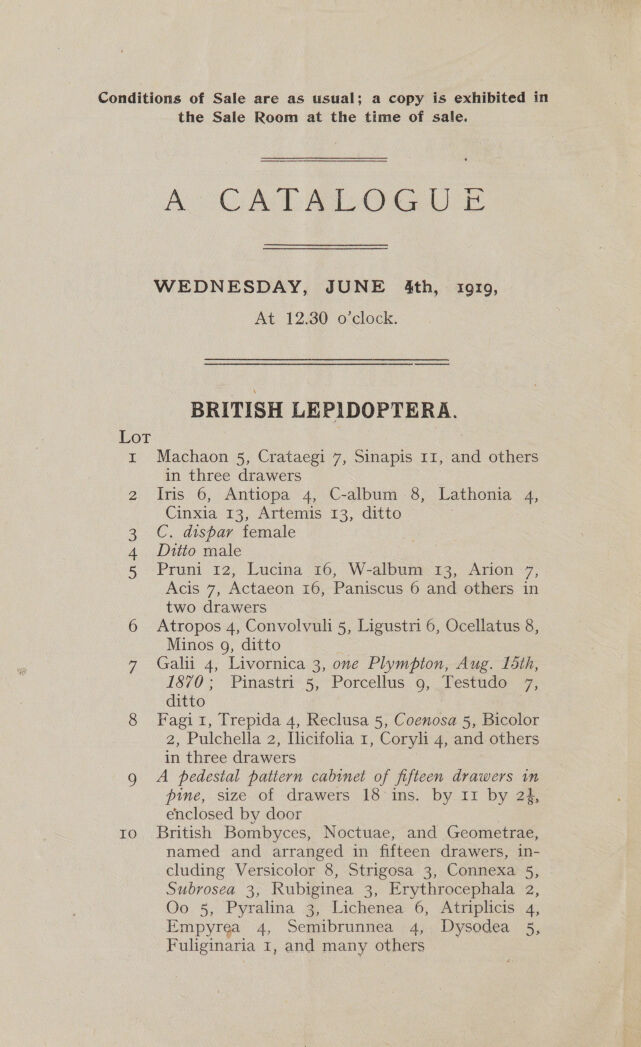 Conditions of Sale are as usual; a copy is exhibited in
the Sale Room at the time of sale.
A CATALOGUE
WEDNESDAY, JUNE 4th, 1919,
At 12.30 o'clock.
BRITISH LEPIDOPTERA.
LOT
1 Machaon 5, Crataegi 7, Sinapis 11, and others
in three drawers
2 Iris 6, Antiopa 4, C-album 8, Lathonia 4,
Cinxia 13, Artemis 13, ditto
3 C. dispar female
4 Ditto male
5 Pruni 12, Lucina 16, W-album 13, Arion 7,
Acis 7, Actaeon 16, Paniscus 6 and others in
two drawers
6 Atropos 4, Convolvuli 5, Ligustri 6, Ocellatus 8,
Minos 9, ditto
7 Galii 4, Livornica 3, one Plympton, Aug. 15th,
1870; Pinastri 5, Porcellus 9, Testudo 7,
ditto
8 Fagi 1, Trepida 4, Reclusa 5, Coenosa 5, Bicolor
2, Pulchella 2, Ilicifolia 1, Coryli 4, and others
in three drawers
9 A pedestal pattern cabinet of fifteen drawers in
pine, size of drawers 18 ins. by 11 by 2¼,
enclosed by door
10 British Bombyces, Noctuae, and Geometrae,
named and arranged in fifteen drawers, in-
cluding Versicolor 8, Strigosa 3, Connexa 5,
Subrosea 3, Rubiginea 3, Erythrocephala 2,
Oo 5, Pyralina 3, Lichenea 6, Atriplicis 4,
Empyrea 4, Semibrunnea 4, Dysodea 5,
Fuliginaria 1, and many others